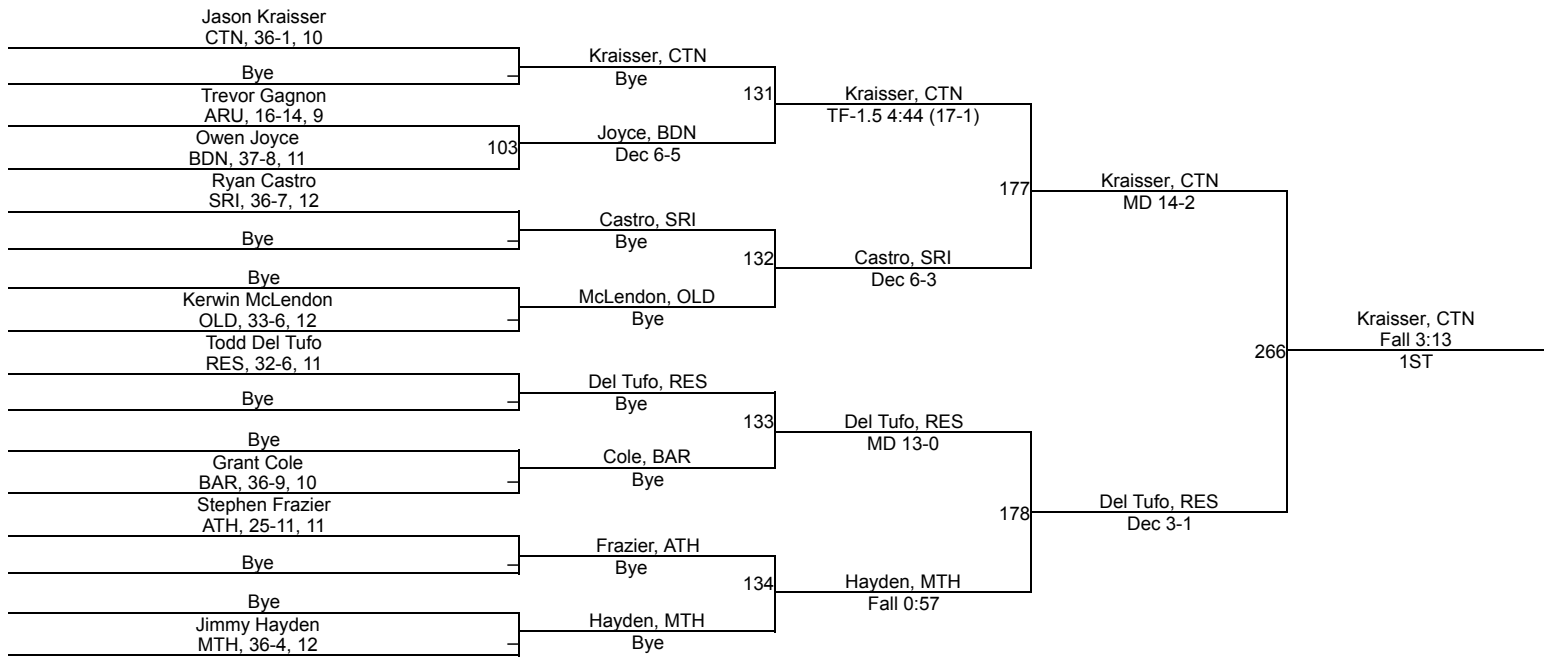 Jason Kraisser
CTN, 36-1, 10
Bye
Trevor Gagnon
ARU, 16-14, 9
Owen Joyce
BDN, 37-8, 11
103
Ryan Castro
SRI, 36-7, 12
Bye
Bye
Kerwin McLendon
OLD, 33-6, 12
Todd Del Tufo
RES, 32-6, 11
Bye
Bye
Grant Cole
BAR, 36-9, 10
Stephen Frazier
ATH, 25-11, 11
Bye
Bye
Jimmy Hayden
MTH, 36-4, 12
Kraisser, CTN
Bye
131
Joyce, BDN
Dec 6-5
Castro, SRI
Bye
132
McLendon, OLD
Bye
Del Tufo, RES
Bye
133
Cole, BAR
Bye
Frazier, ATH
Bye
134
Hayden, MTH
Bye
Kraisser, CTN
TF-1.5 4:44 (17-1)
177
Castro, SRI
Dec 6-3
Del Tufo, RES
MD 13-0
178
Hayden, MTH
Fall 0:57
Kraisser, CTN
MD 14-2
266
Del Tufo, RES
Dec 3-1
Kraisser, CTN
Fall 3:13
1ST